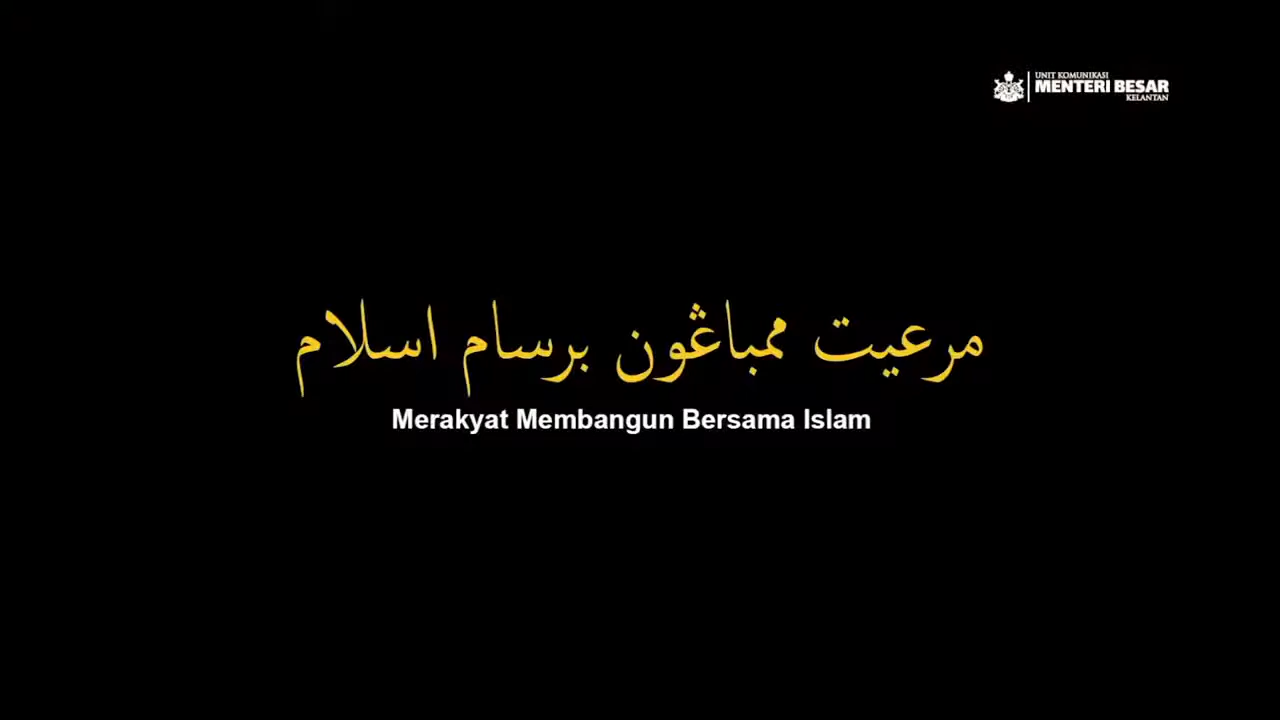 UNIT KOMUNIKASI
MENTERI BESAR
KELANTAN
مرعيت ممباڠون برسام اسلام
Merakyat Membangun Bersama Islam